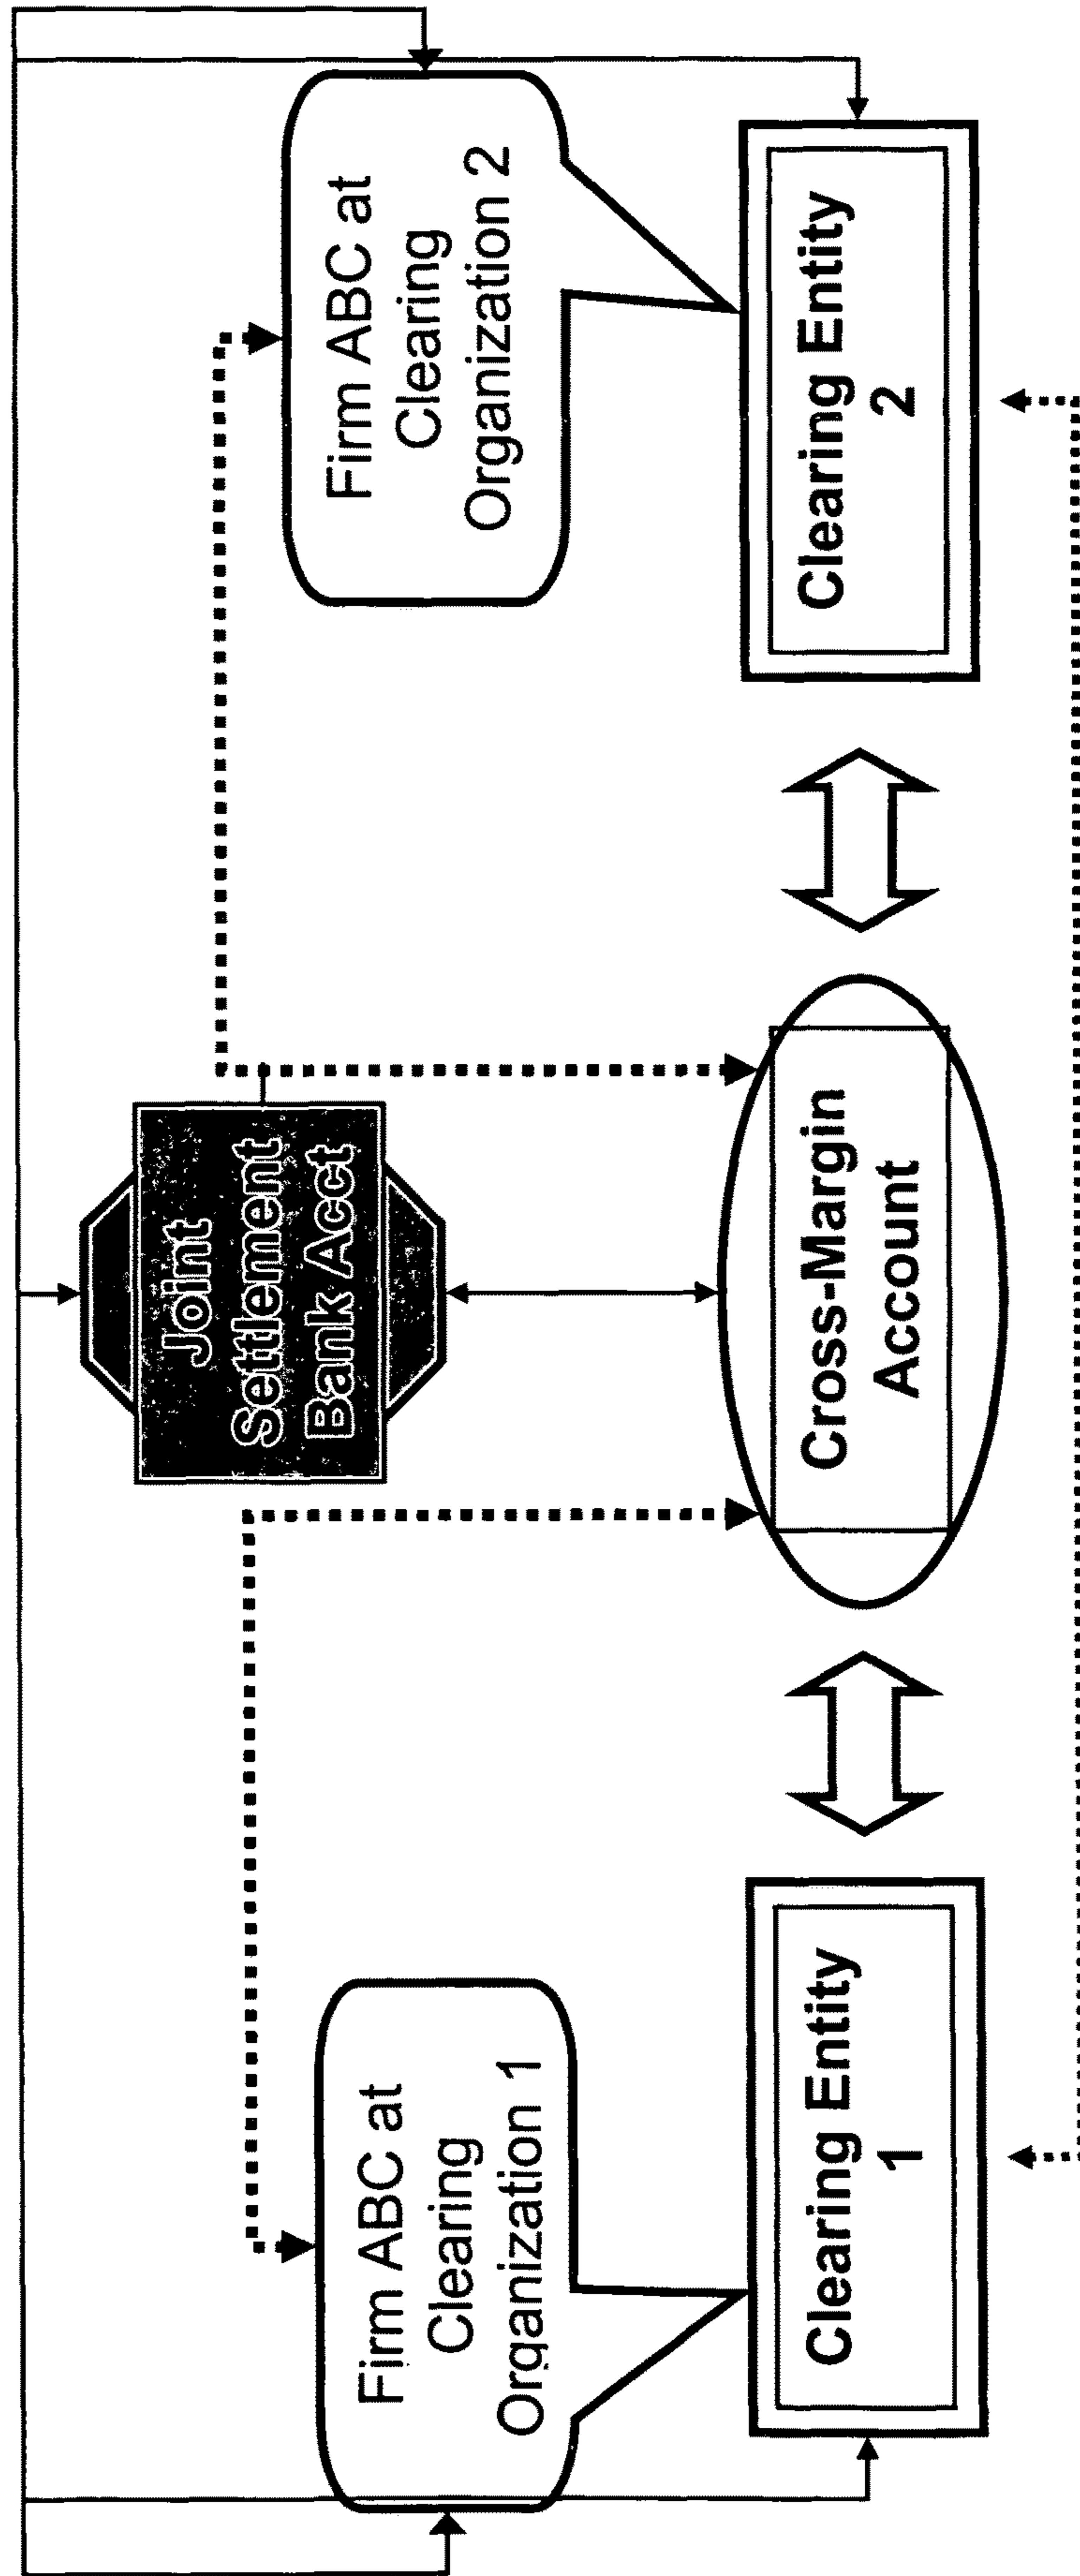 Joint
Settlement
Bank Acct
Firm ABC at
Clearing
Organization 1
Firm ABC at
Clearing
Organization 2
Clearing Entity
1
Cross-Margin
Account
Clearing Entity
2